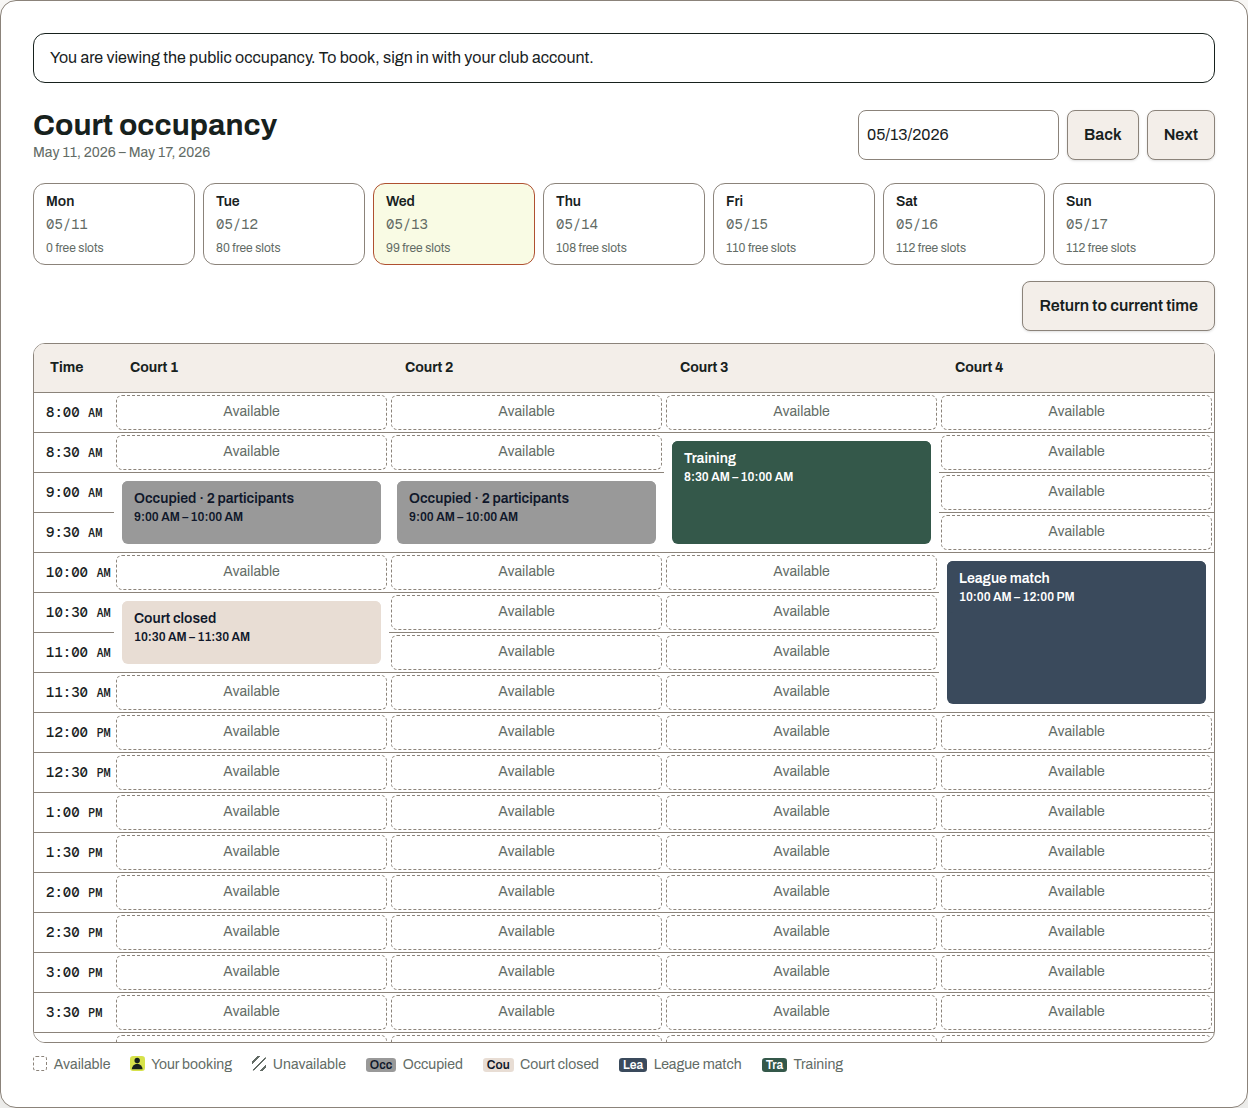 You are viewing the public occupancy. To book, sign in with your club account.
Court occupancy
May 11, 2026 – May 17, 2026
05/13/2026
Back
Next
Mon
05/11
0 free slots
Tue
05/12
80 free slots
Wed
05/13
99 free slots
Thu
05/14
108 free slots
Fri
05/15
110 free slots
Sat
05/16
112 free slots
Sun
05/17
112 free slots
Return to current time
Time Court 1 Court 2 Court 3 Court 4
8:00 AM Available Available Available Available
8:30 AM Available Available Training Available
8:30 AM – 10:00 AM
9:00 AM Occupied · 2 participants Occupied · 2 participants Available
9:00 AM – 10:00 AM 9:00 AM – 10:00 AM
9:30 AM Available
10:00 AM Available Available Available League match
10:00 AM – 12:00 PM
10:30 AM Court closed Available Available
10:30 AM – 11:30 AM
11:00 AM Available Available
11:30 AM Available Available Available
12:00 PM Available Available Available Available
12:30 PM Available Available Available Available
1:00 PM Available Available Available Available
1:30 PM Available Available Available Available
2:00 PM Available Available Available Available
2:30 PM Available Available Available Available
3:00 PM Available Available Available Available
3:30 PM Available Available Available Available
Available Your booking Unavailable Occ Occupied Cou Court closed Lea League match Tra Training